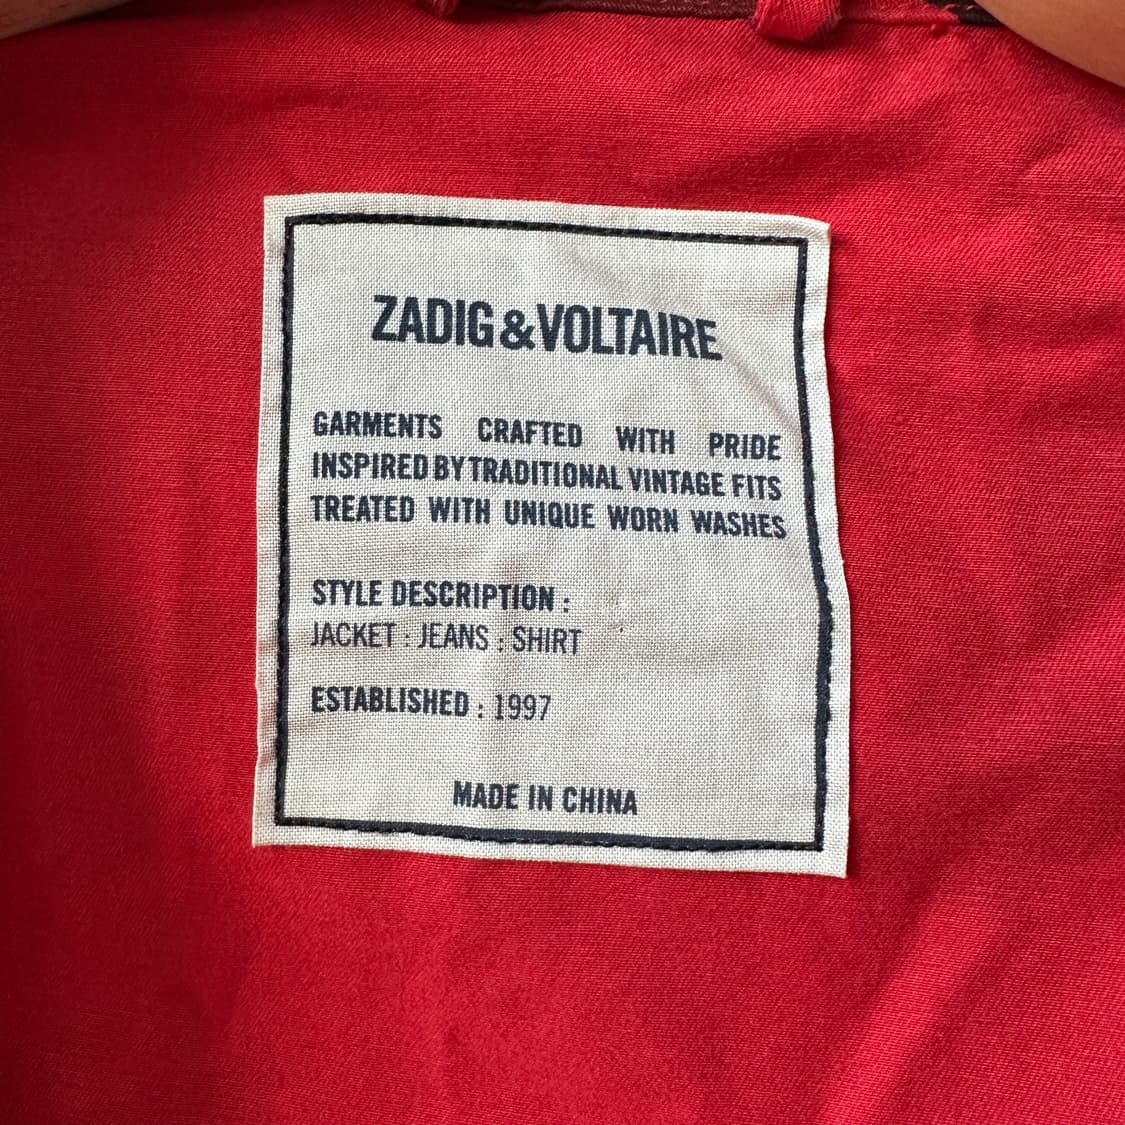 ZADIG&VOLTAIRE
GARMENTS CRAFTED WITH PRIDE
INSPIRED BY TRADITIONAL VINTAGE FITS
TREATED WITH UNIQUE WORN WASHES
STYLE DESCRIPTION :
JACKET : JEANS : SHIRT
ESTABLISHED : 1997
MADE IN CHINA